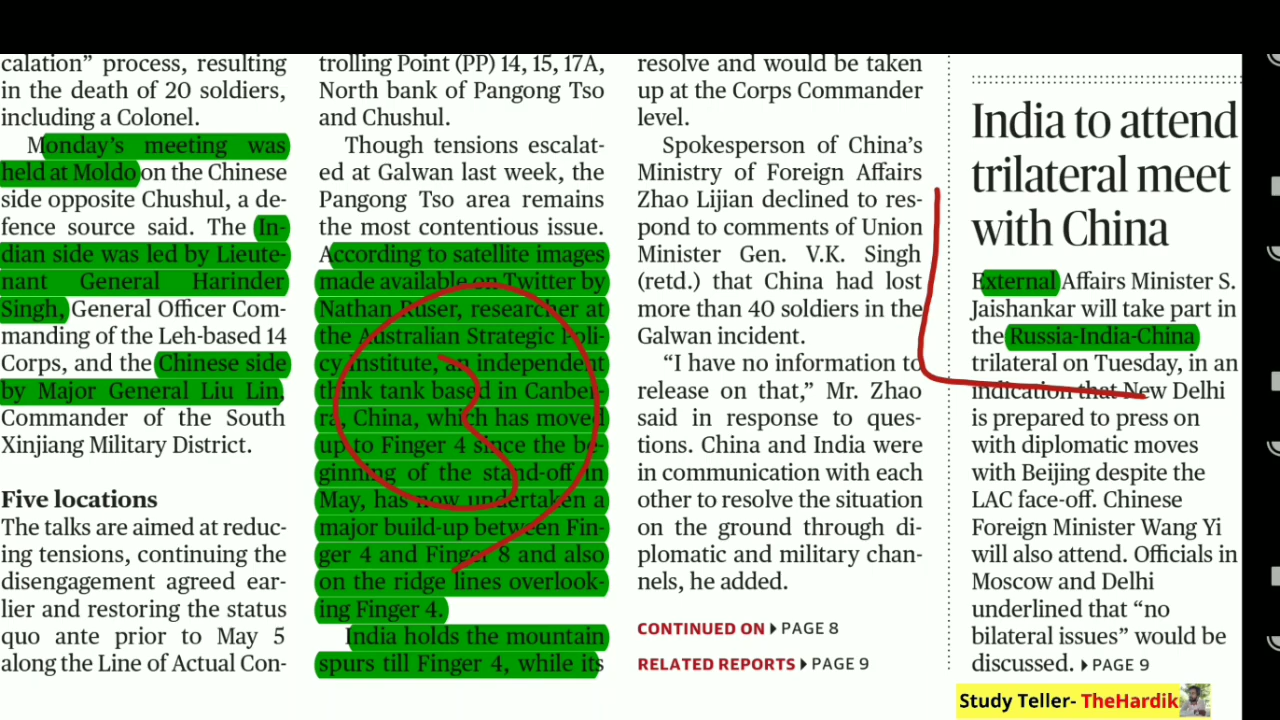 calation” process, resulting
in the death of 20 soldiers,
including a Colonel.
Monday’s meeting was
held at Moldo on the Chinese
side opposite Chushul, a de-
fence source said. The In-
dian side was led by Lieute-
nant General Harinder
Singh, General Officer Com-
manding of the Leh-based 14
Corps, and the Chinese side
by Major General Liu Lin,
Commander of the South
Xinjiang Military District.
Five locations
The talks are aimed at reduc-
ing tensions, continuing the
disengagement agreed ear-
lier and restoring the status
quo ante prior to May 5
along the Line of Actual Con-
trolling Point (PP) 14, 15, 17A,
North bank of Pangong Tso
and Chushul.
Though tensions escalat-
ed at Galwan last week, the
Pangong Tso area remains
the most contentious issue.
According to satellite images
made available on Twitter by
Nathan Ruser, researcher at
the Australian Strategic Poli-
cy Institute, an independent
think tank based in Canber-
ra, China, which has moved
up to Finger 4 since the be-
ginning of the stand-off in
May, has now undertaken a
major build-up between Fin-
ger 4 and Finger 8 and also
on the ridge lines overlook-
ing Finger 4.
India holds the mountain
spurs till Finger 4, while its
resolve and would be taken
up at the Corps Commander
level.
Spokesperson of China’s
Ministry of Foreign Affairs
Zhao Lijian declined to res-
pond to comments of Union
Minister Gen. V.K. Singh
(retd.) that China had lost
more than 40 soldiers in the
Galwan incident.
“I have no information to
release on that,” Mr. Zhao
said in response to ques-
tions. China and India were
in communication with each
other to resolve the situation
on the ground through di-
plomatic and military chan-
nels, he added.
CONTINUED ON PAGE 8
RELATED REPORTS PAGE 9
India to attend
trilateral meet
with China
External Affairs Minister S.
Jaishankar will take part in
the Russia-India-China
trilateral on Tuesday, in an
indication that New Delhi
is prepared to press on
with diplomatic moves
with Beijing despite the
LAC face-off. Chinese
Foreign Minister Wang Yi
will also attend. Officials in
Moscow and Delhi
underlined that “no
bilateral issues” would be
discussed. PAGE 9
Study Teller- TheHardik